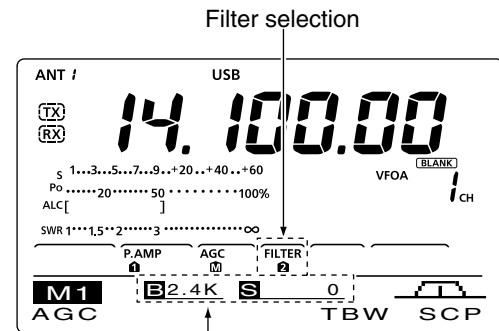 Filter selection
ANT 1 USB
TX
14.100.00
RX
BLANK
VFOA
1 CH
S 1...3...5...7...9..+20..+40..+60
Po ......20.......50..........100%
ALC[ ]
SWR 1•••1.5••2•••••3••••••••••∞
P.AMP AGC FILTER
1 M 2
M1 B 2.4K S 0
AGC TBW SCP